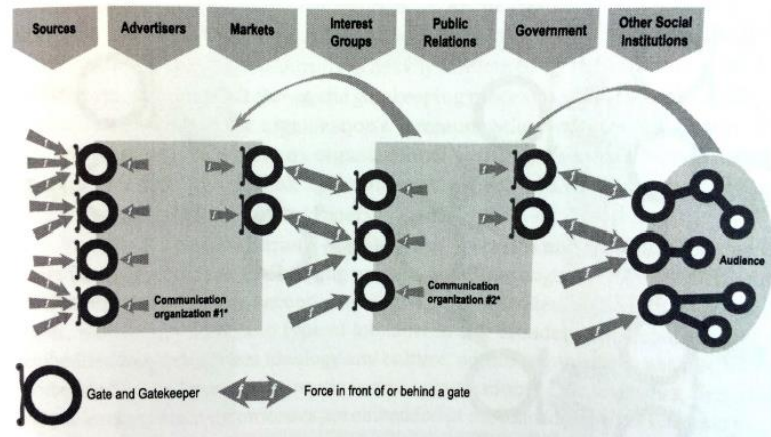 Sources
Advertisers
Markets
Interest
Groups
Public
Relations
Government
Other Social
Institutions
Communication
organization #1*
Communication
organization #2*
Audience
Gate and Gatekeeper
f
Force in front of or behind a gate